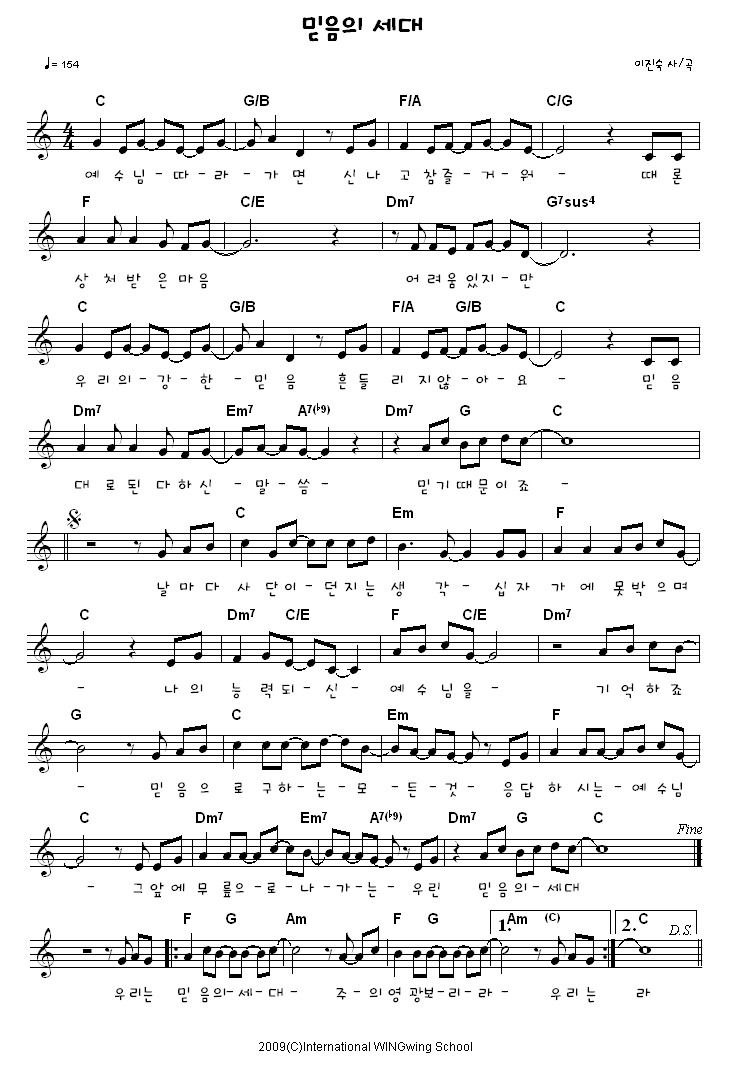 믿음의 세대
♩= 154
이진숙 사/곡
C G/B F/A C/G
4/4
예 수 님 - 따 - 라 - 가 면 신 나 고 참 즐 - 거 - 워 - 때 론
F C/E Dm7 G7sus4
상 처 받 은 마 음 어 려 움 있 지 - 만
C G/B F/A G/B C
우 리 의 - 강 - 한 - 믿 음 흔 들 리 지 않 - 아 - 요 - 믿 음
Dm7 Em7 A7(♭9) Dm7 G C
대 로 된 다 하 신 - 말 - 씀 - 믿 기 때 문 이 죠 -
C Em F
날 마 다 사 단 이 - 던 지 는 생 각 - 십 자 가 에 못 박 으 며
C Dm7 C/E F C/E Dm7
- 나 의 능 력 되 - 신 - 예 수 님 을 - 기 억 하 죠
G C Em F
- 믿 음 으 로 구 하 - 는 - 모 - 든 - 것 - 응 답 하 시 는 - 예 수 님
C Dm7 Em7 A7(♭9) Dm7 G C Fine
- 그 앞 에 무 릎 으 - 로 - 나 - 가 - 는 - 우 린 믿 음 의 - 세 대
F G Am F G 1. Am (C) 2. C D.S.
우 리 는 믿 음 의 - 세 - 대 - 주 - 의 영 광 보 - 리 - 라 - 우 리 는 라
2009(C)International WINGwing School